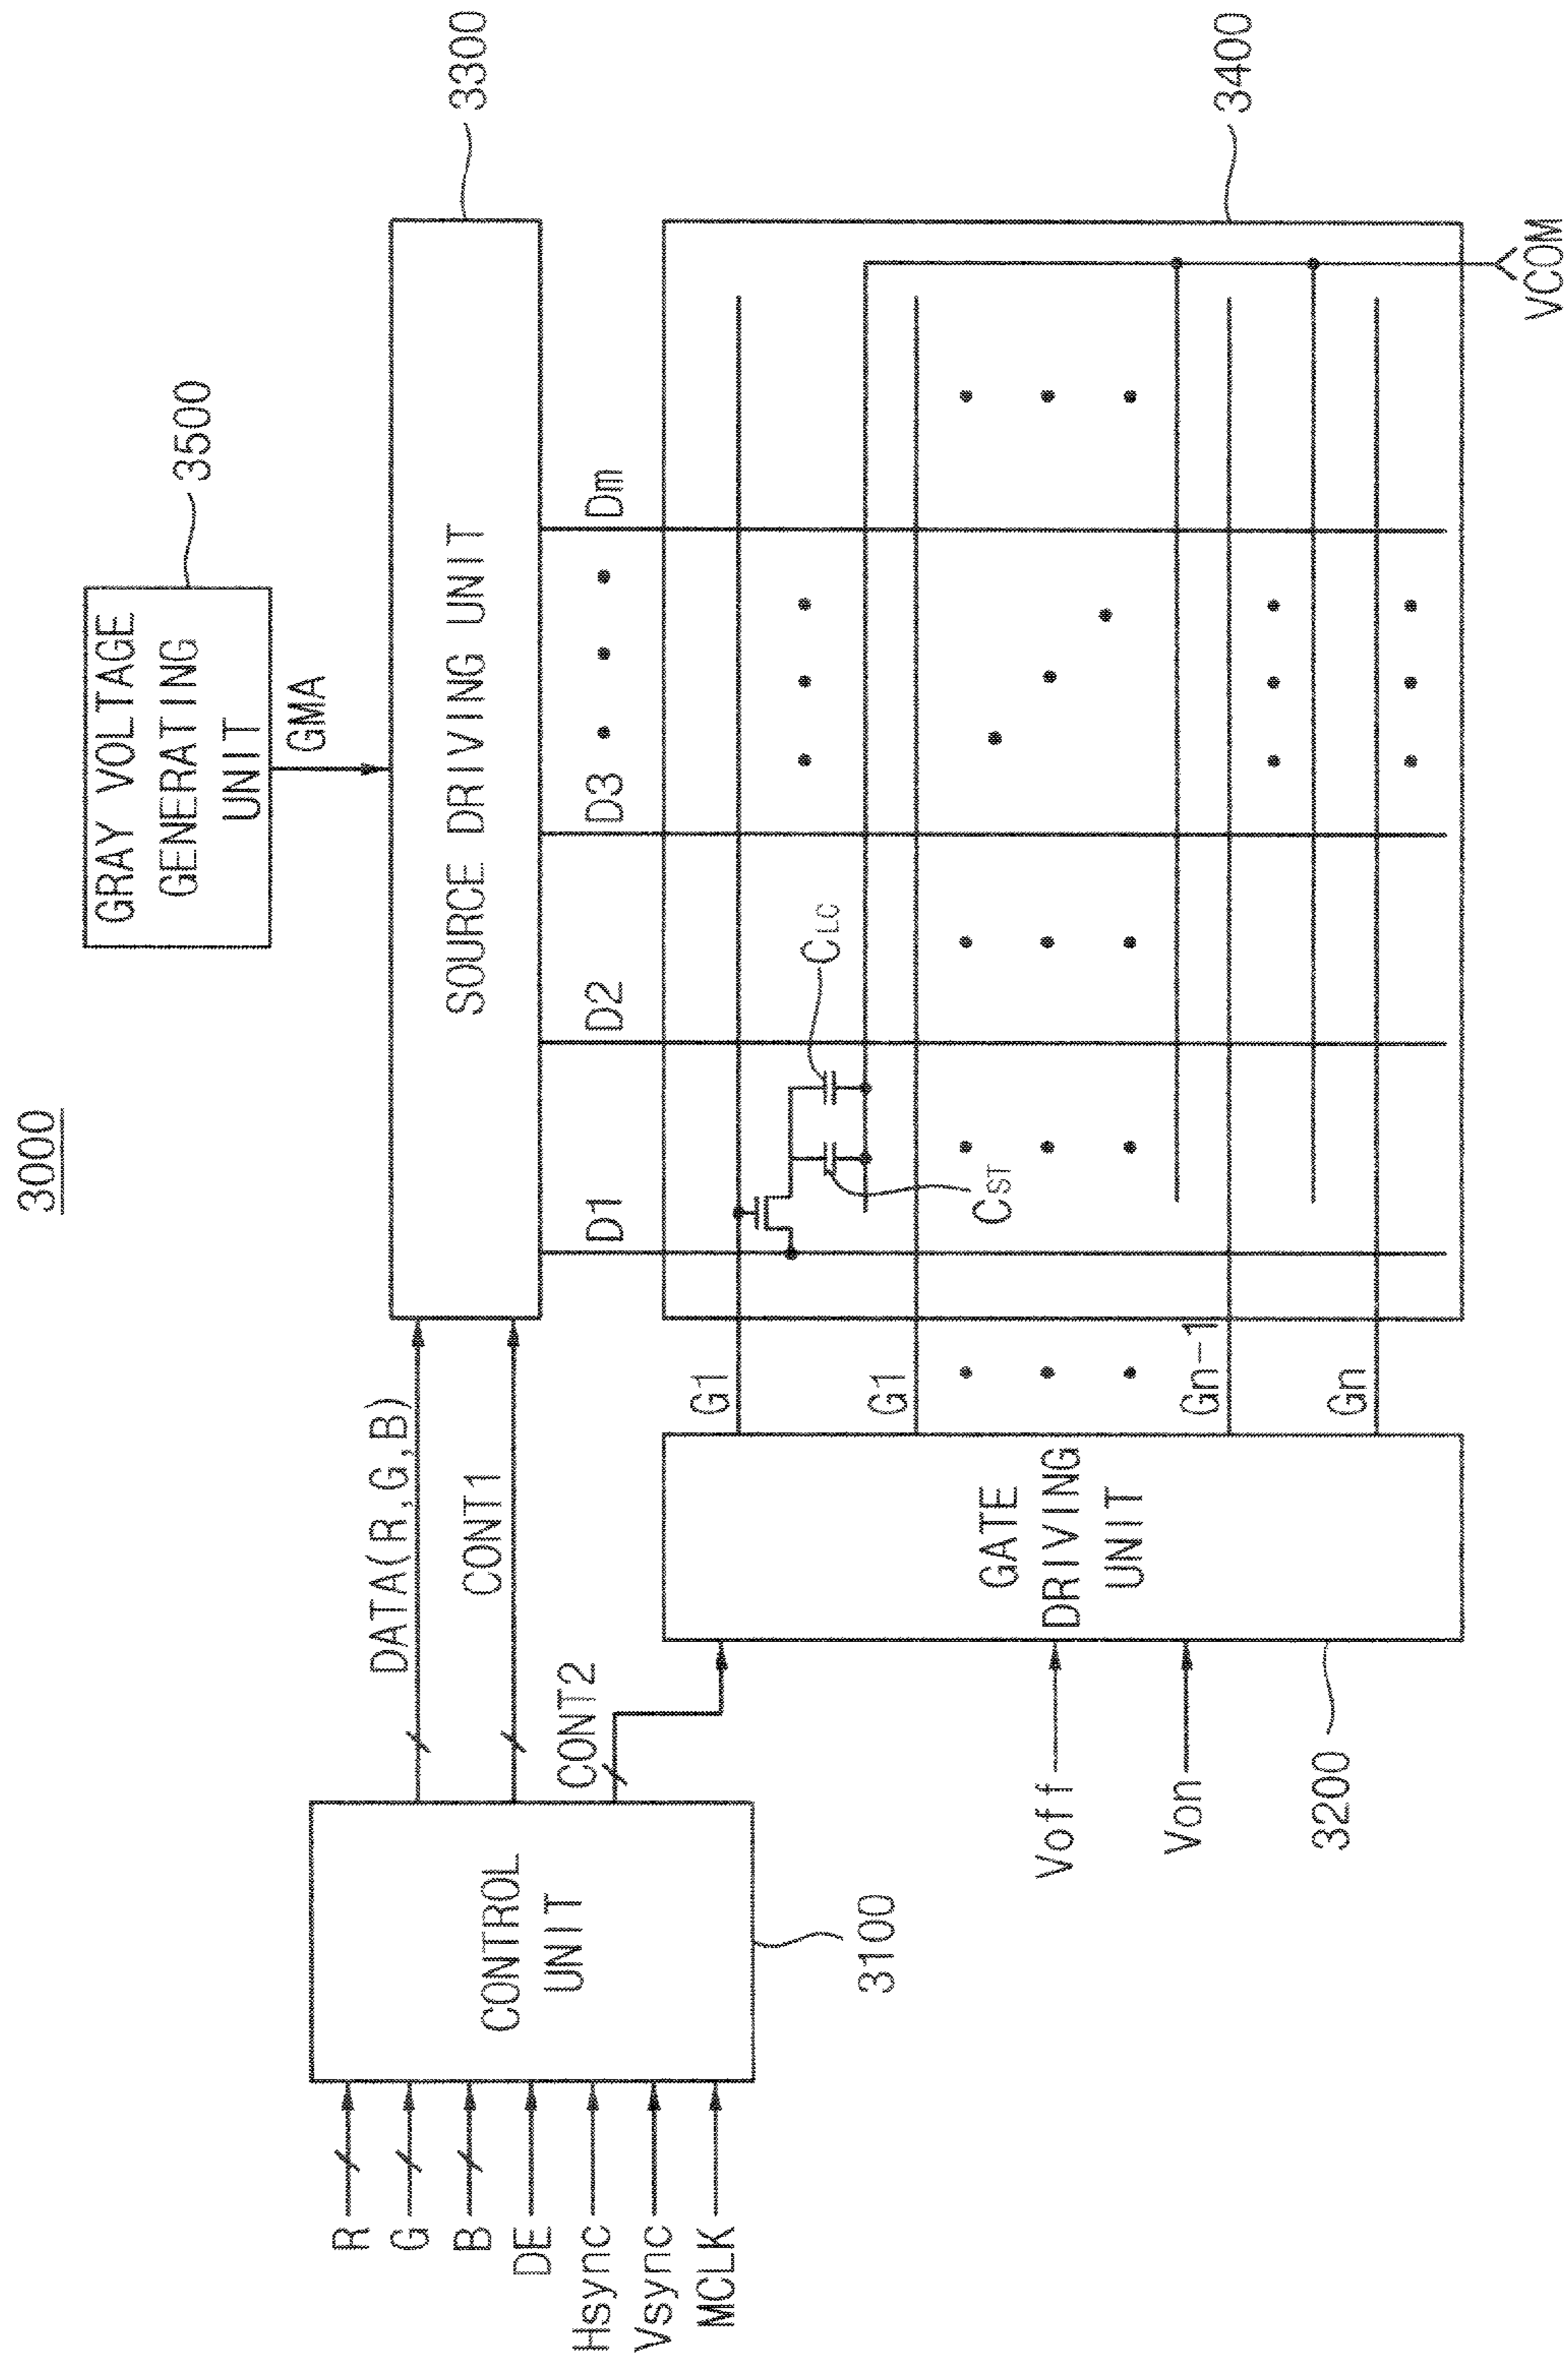 3000
GRAY VOLTAGE
GENERATING
UNIT
3500
GMA
SOURCE DRIVING UNIT
3300
DATA(R,G,B)
CONT1
CONT2
R
G
B
DE
Hsync
Vsync
MCLK
CONTROL
UNIT
3100
D1
D2
D3
Dm
G1
G1
Gn-1
Gn
CLC
CST
GATE
DRIVING
UNIT
Voff
Von
3200
3400
VCOM